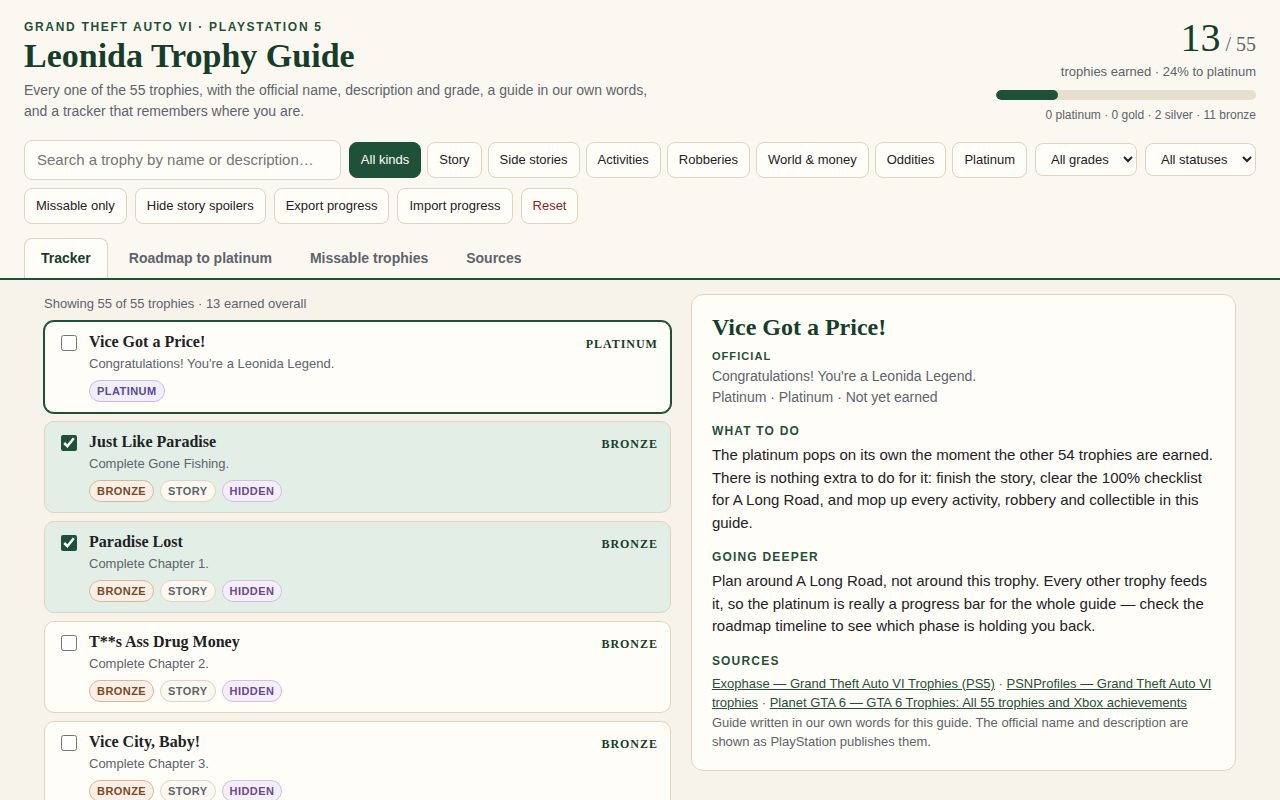 GRAND THEFT AUTO VI · PLAYSTATION 5
Leonida Trophy Guide
Every one of the 55 trophies, with the official name, description and grade, a guide in our own words,
and a tracker that remembers where you are.
13 / 55
trophies earned · 24% to platinum
0 platinum · 0 gold · 2 silver · 11 bronze
Search a trophy by name or description…
All kinds
Story
Side stories
Activities
Robberies
World & money
Oddities
Platinum
All grades
All statuses
Missable only
Hide story spoilers
Export progress
Import progress
Reset
Tracker
Roadmap to platinum
Missable trophies
Sources
Showing 55 of 55 trophies · 13 earned overall
Vice Got a Price!
PLATINUM
Congratulations! You're a Leonida Legend.
PLATINUM
Just Like Paradise
BRONZE
Complete Gone Fishing.
BRONZE STORY HIDDEN
Paradise Lost
BRONZE
Complete Chapter 1.
BRONZE STORY HIDDEN
T**s Ass Drug Money
BRONZE
Complete Chapter 2.
BRONZE STORY HIDDEN
Vice City, Baby!
BRONZE
Complete Chapter 3.
BRONZE STORY HIDDEN
Vice Got a Price!
OFFICIAL
Congratulations! You're a Leonida Legend.
Platinum · Platinum · Not yet earned
WHAT TO DO
The platinum pops on its own the moment the other 54 trophies are earned.
There is nothing extra to do for it: finish the story, clear the 100% checklist
for A Long Road, and mop up every activity, robbery and collectible in this
guide.
GOING DEEPER
Plan around A Long Road, not around this trophy. Every other trophy feeds
it, so the platinum is really a progress bar for the whole guide — check the
roadmap timeline to see which phase is holding you back.
SOURCES
Exophase — Grand Theft Auto VI Trophies (PS5) · PSNProfiles — Grand Theft Auto VI
trophies · Planet GTA 6 — GTA 6 Trophies: All 55 trophies and Xbox achievements
Guide written in our own words for this guide. The official name and description are
shown as PlayStation publishes them.